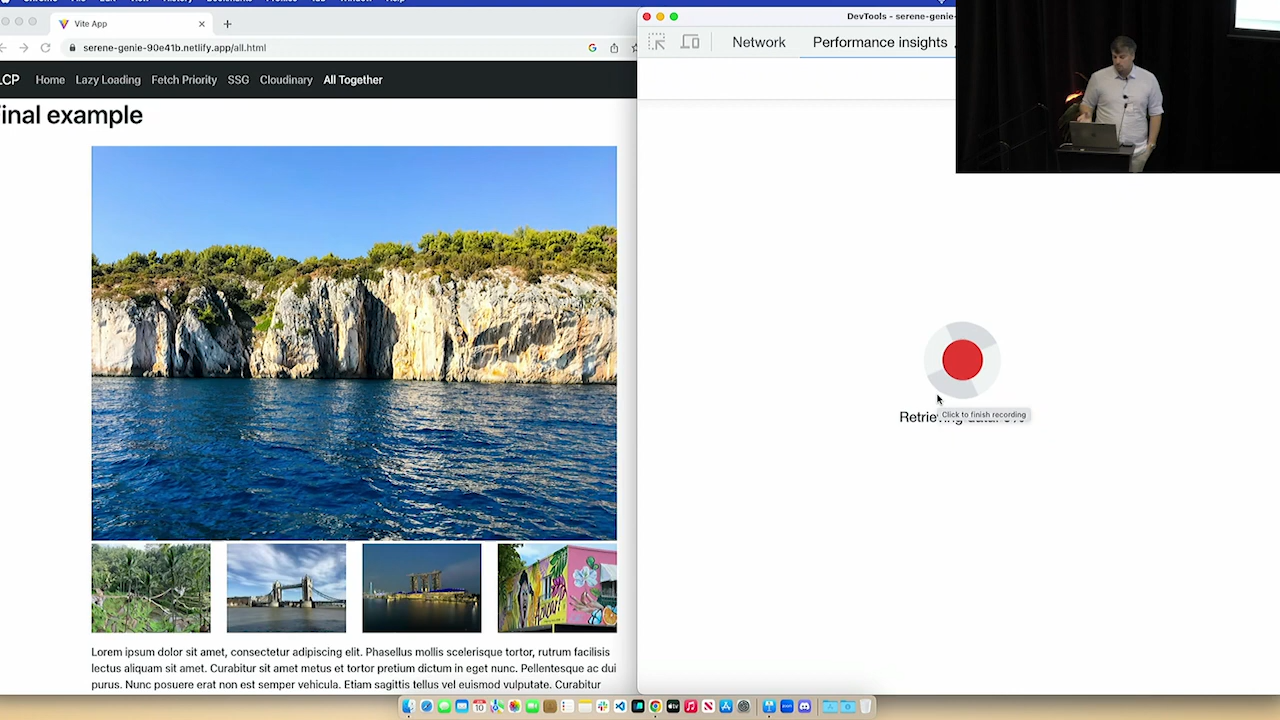 Vite App
DevTools - serene-genie-
serene-genie-90e41b.netlify.app/all.html
Network
Performance insights
LCP
Home
Lazy Loading
Fetch Priority
SSG
Cloudinary
All Together
inal example
Click to finish recording
Retrie
Lorem ipsum dolor sit amet, consectetur adipiscing elit. Phasellus mollis scelerisque tortor, rutrum facilisis
lectus aliquam sit amet. Curabitur sit amet metus et tortor pretium dictum in eget nunc. Pellentesque ac dui
purus. Nunc posuere erat non est semper vehicula. Etiam sagittis tellus vel euismod vulputate. Curabitur